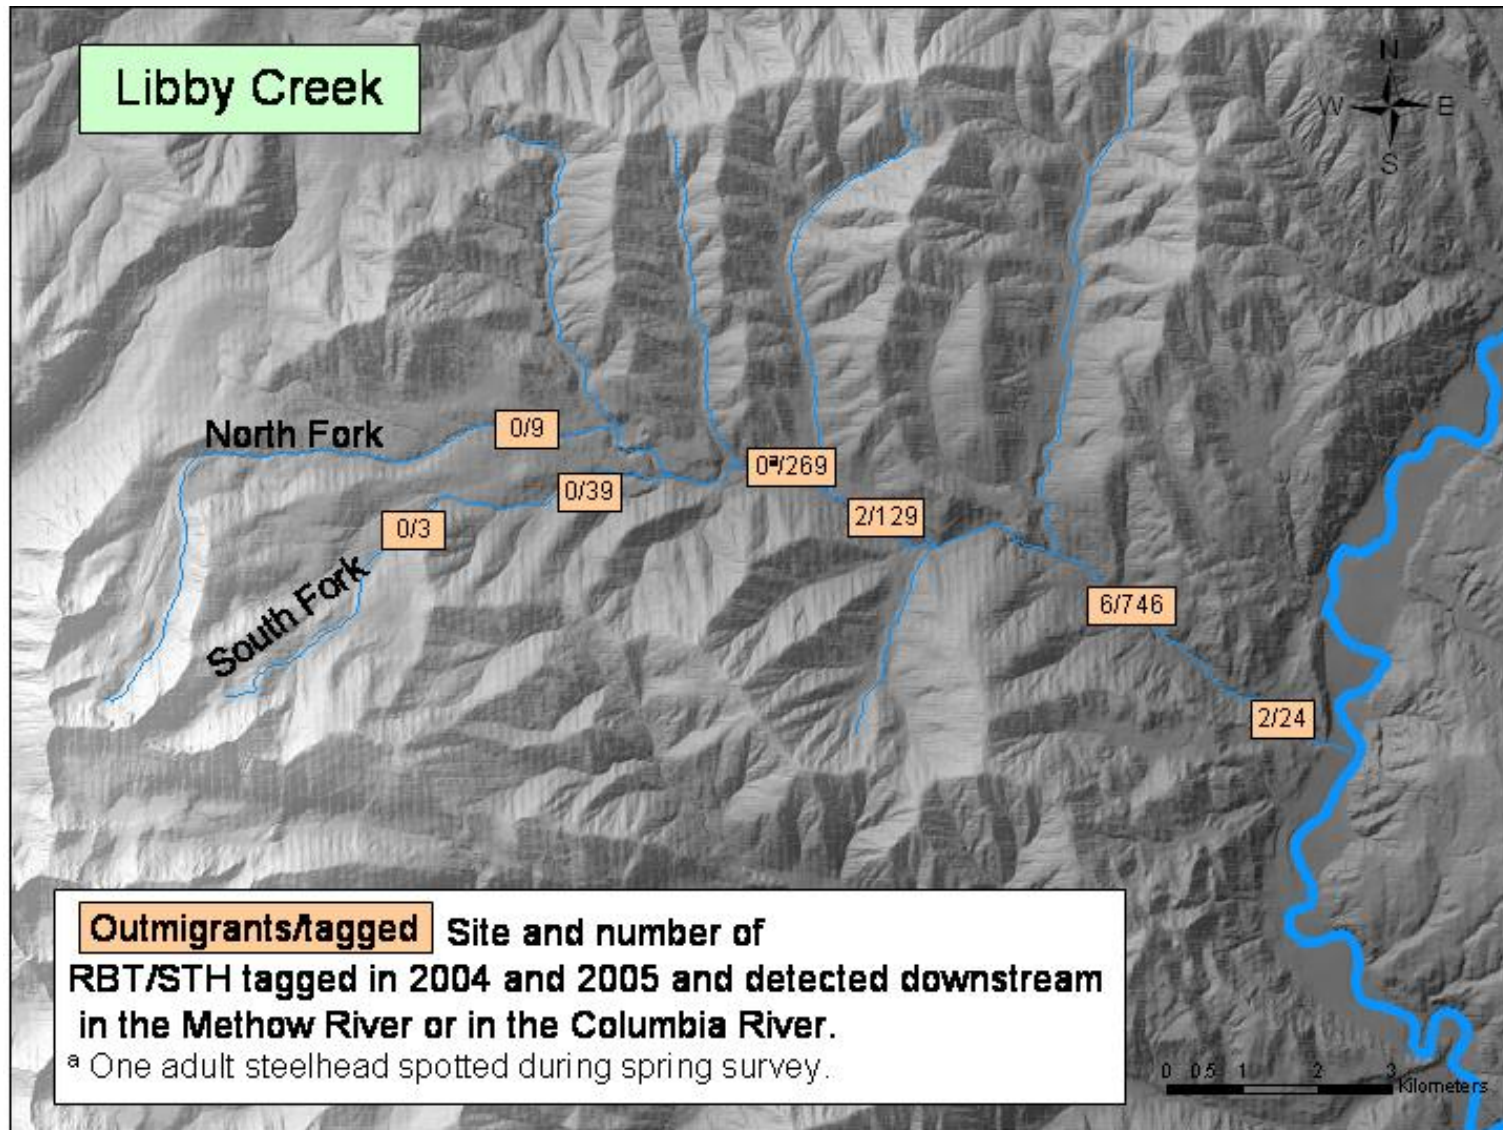 Libby Creek
N
W E
S
North Fork
0/9
0ª/269
0/39
2/129
0/3
South Fork
6/746
2/24
Outmigrants/tagged Site and number of
RBT/STH tagged in 2004 and 2005 and detected downstream
in the Methow River or in the Columbia River.
ª One adult steelhead spotted during spring survey.
0 0.5 1 2 3
Kilometers